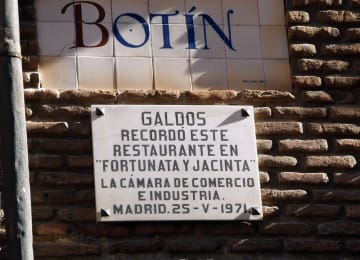 BOTÍN
GALDOS
RECORDÓ ESTE
RESTAURANTE EN
"FORTUNATA Y JACINTA"
LA CÁMARA DE COMERCIO
E INDUSTRIA.
MADRID. 25-V-1971